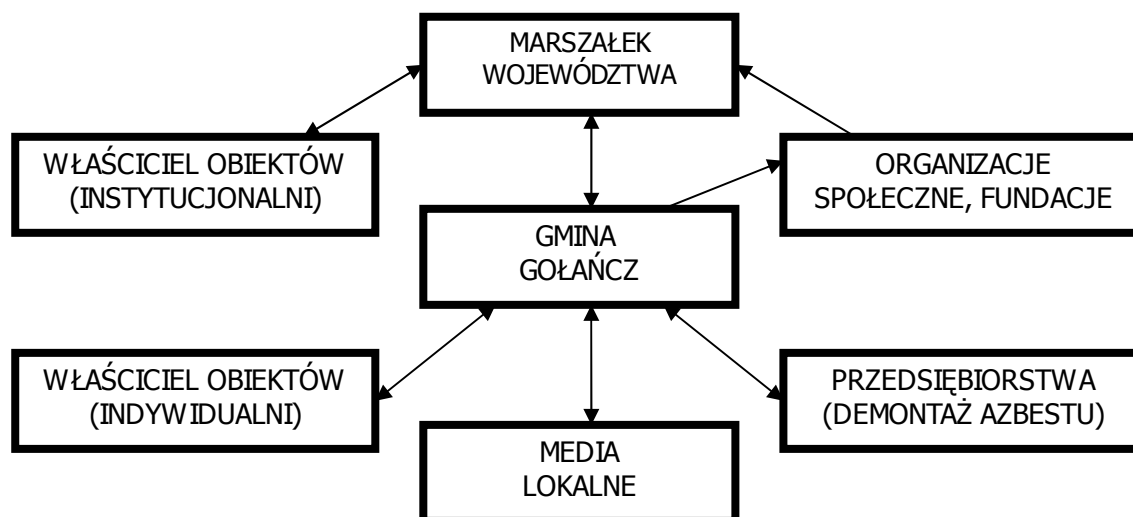 MARSZAŁEK
WOJEWÓDZTWA
WŁAŚCICIEL OBIEKTÓW
(INSTYTUCJONALNI)
ORGANIZACJE
SPOŁECZNE, FUNDACJE
GMINA
GOŁAŃCZ
WŁAŚCICIEL OBIEKTÓW
(INDYWIDUALNI)
PRZEDSIĘBIORSTWA
(DEMONTAŻ AZBESTU)
MEDIA
LOKALNE